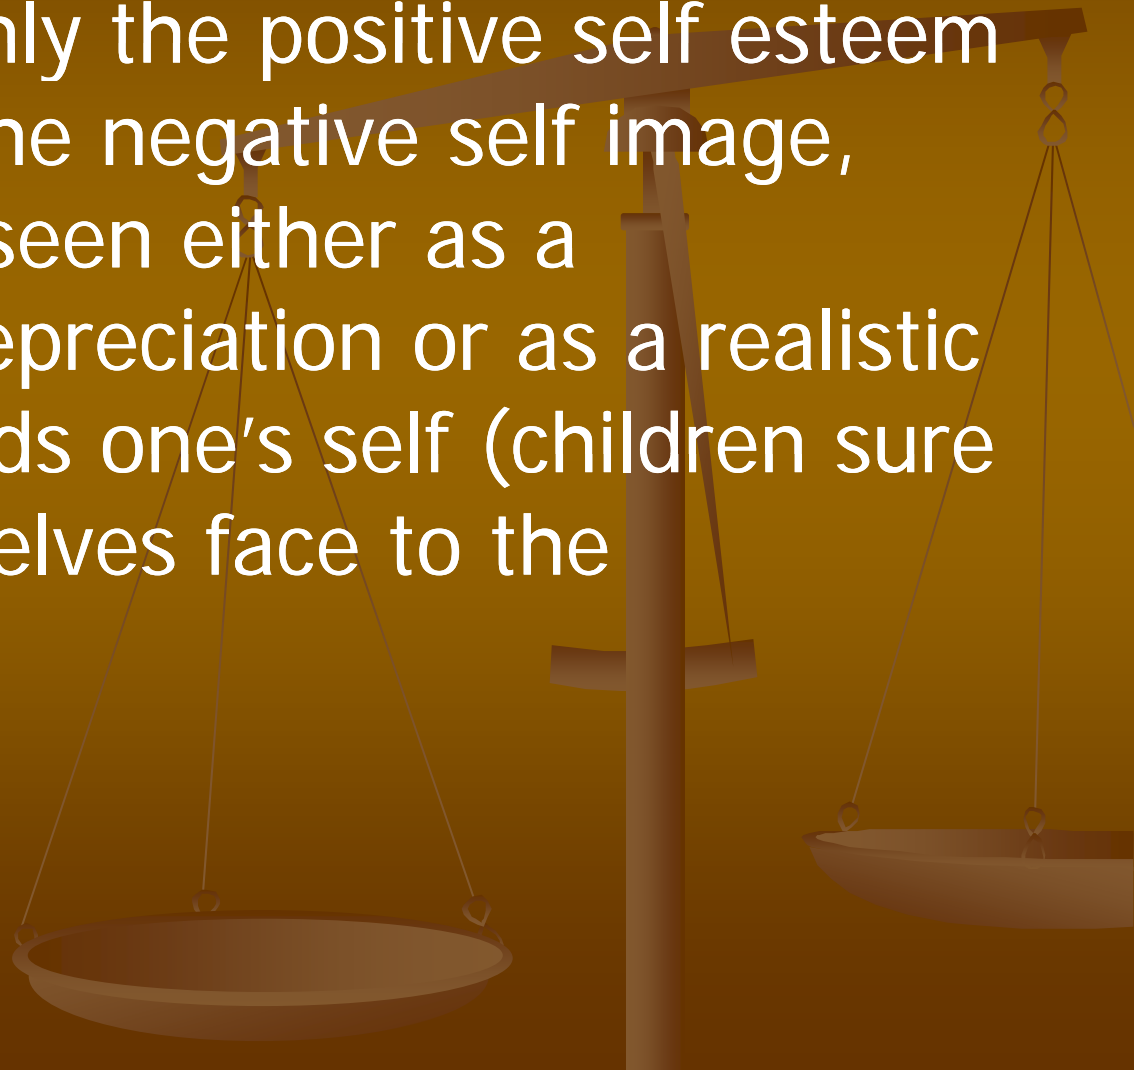 nly the positive self esteem
ne negative self image,
seen either as a
epreciation or as a realistic
ds one's self (children sure
elves face to the